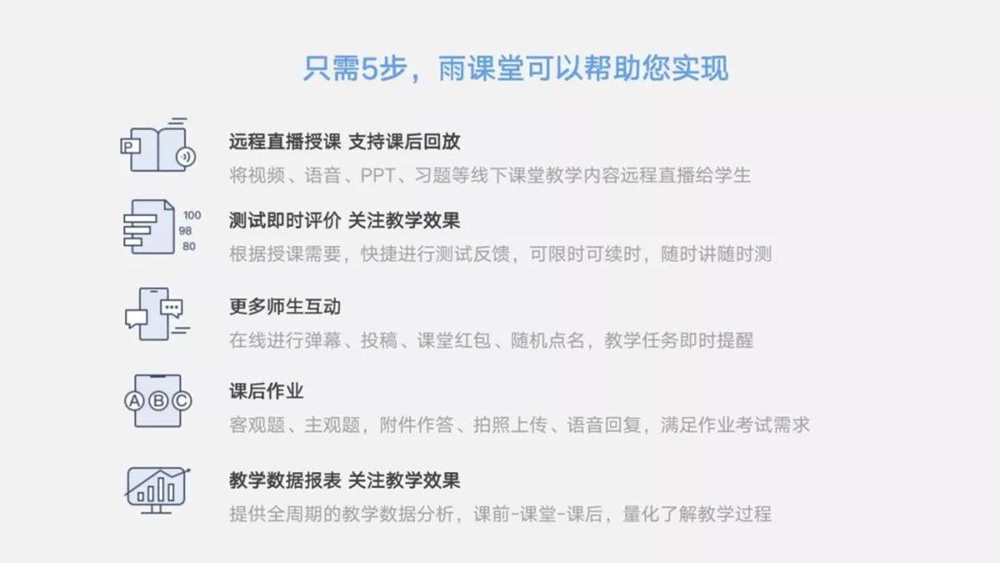 只需5步，雨课堂可以帮助您实现
P
远程直播授课 支持课后回放
将视频、语音、PPT、习题等线下课堂教学内容远程直播给学生
100
98
80
测试即时评价 关注教学效果
根据授课需要，快捷进行测试反馈，可限时可续时，随时讲随时测
更多师生互动
在线进行弹幕、投稿、课堂红包、随机点名，教学任务即时提醒
A B C
课后作业
客观题、主观题，附件作答、拍照上传、语音回复，满足作业考试需求
教学数据报表 关注教学效果
提供全周期的教学数据分析，课前-课堂-课后，量化了解教学过程